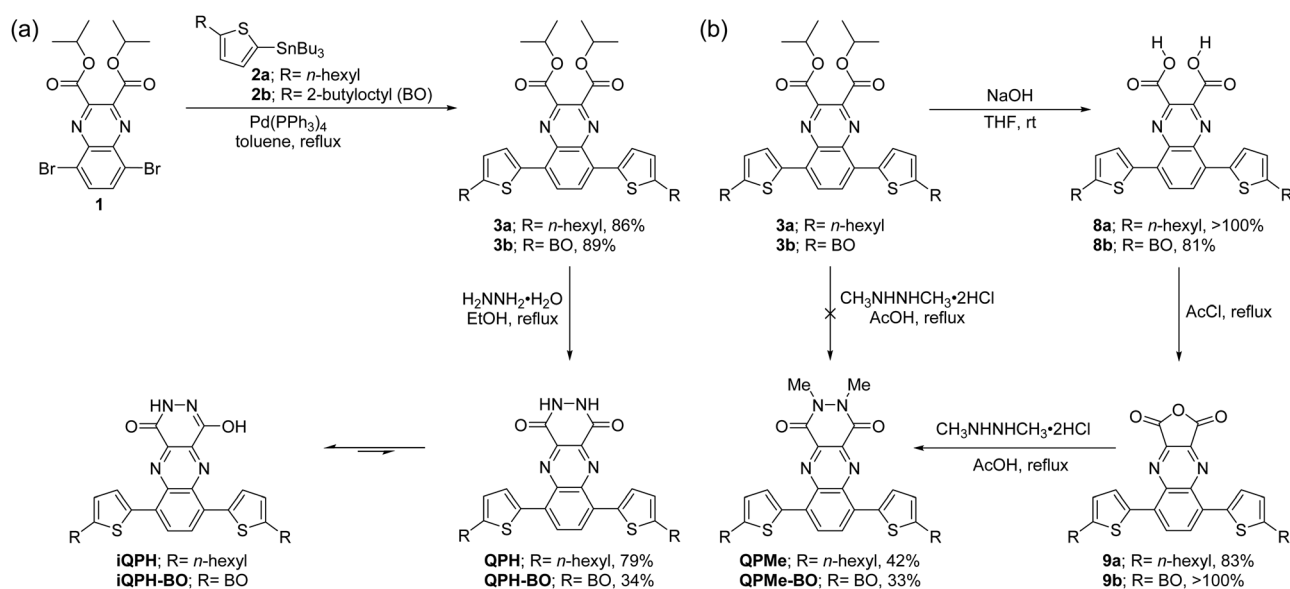 (a)
R
S
SnBu3
2a; R= n-hexyl
2b; R= 2-butyloctyl (BO)
Pd(PPh3)4
toluene, reflux
O
O
O
O
N
N
Br
Br
1
O
O
O
O
N
N
S
S
R
R
3a; R= n-hexyl, 86%
3b; R= BO, 89%
H2NNH2•H2O
EtOH, reflux
HN
N
O
OH
N
N
S
S
R
R
iQPH; R= n-hexyl
iQPH-BO; R= BO
HN
NH
O
O
N
N
S
S
R
R
QPH; R= n-hexyl, 79%
QPH-BO; R= BO, 34%
(b)
O
O
O
O
N
N
S
S
R
R
3a; R= n-hexyl
3b; R= BO
NaOH
THF, rt
H
H
O
O
O
O
N
N
S
S
R
R
8a; R= n-hexyl, >100%
8b; R= BO, 81%
CH3NHNHCH3•2HCl
AcOH, reflux
AcCl, reflux
Me
Me
N
N
O
O
N
N
S
S
R
R
QPMe; R= n-hexyl, 42%
QPMe-BO; R= BO, 33%
CH3NHNHCH3•2HCl
AcOH, reflux
O
O
O
N
N
S
S
R
R
9a; R= n-hexyl, 83%
9b; R= BO, >100%